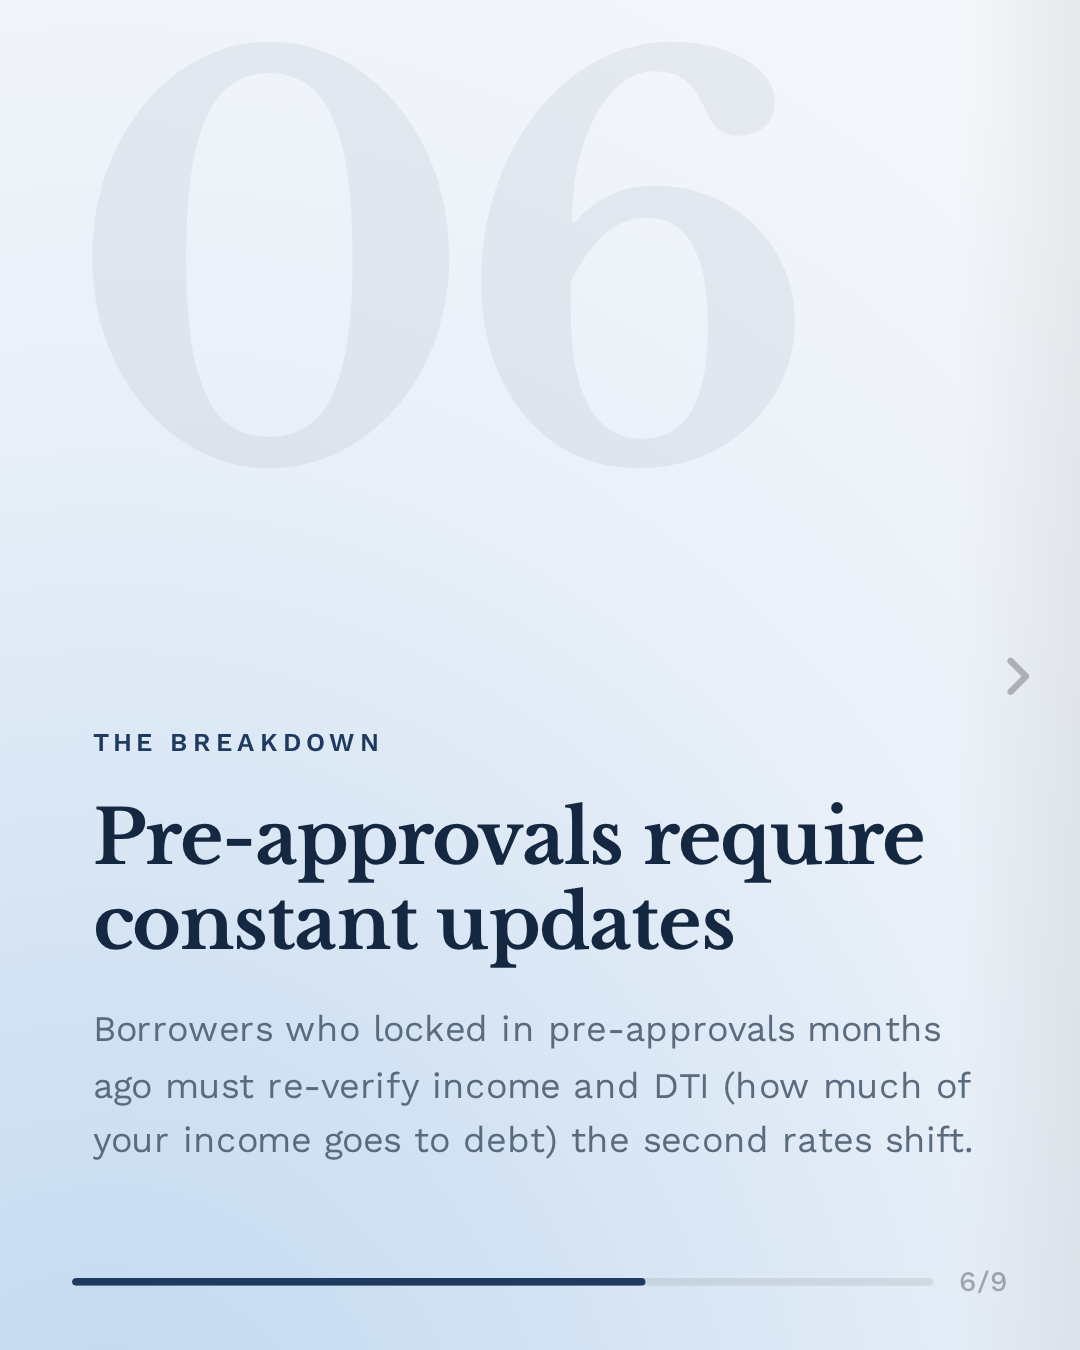 06
THE BREAKDOWN
Pre-approvals require
constant updates
Borrowers who locked in pre-approvals months
ago must re-verify income and DTI (how much of
your income goes to debt) the second rates shift.
6/9